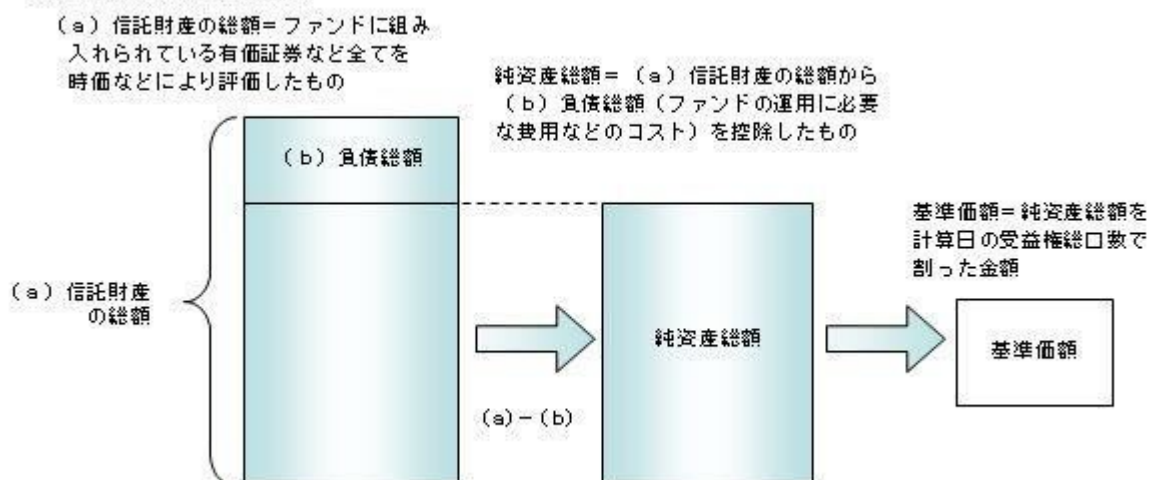 (a)信託財産の総額=ファンドに組み
入れられている有価証券など全てを
時価などにより評価したもの
純資産総額=(a)信託財産の総額から
(b)負債総額(ファンドの運用に必要
な費用などのコスト)を控除したもの
(b)負債総額
基準価額=純資産総額を
計算日の受益権総口数で
割った金額
(a)信託財産
の総額
純資産総額
基準価額
(a)-(b)